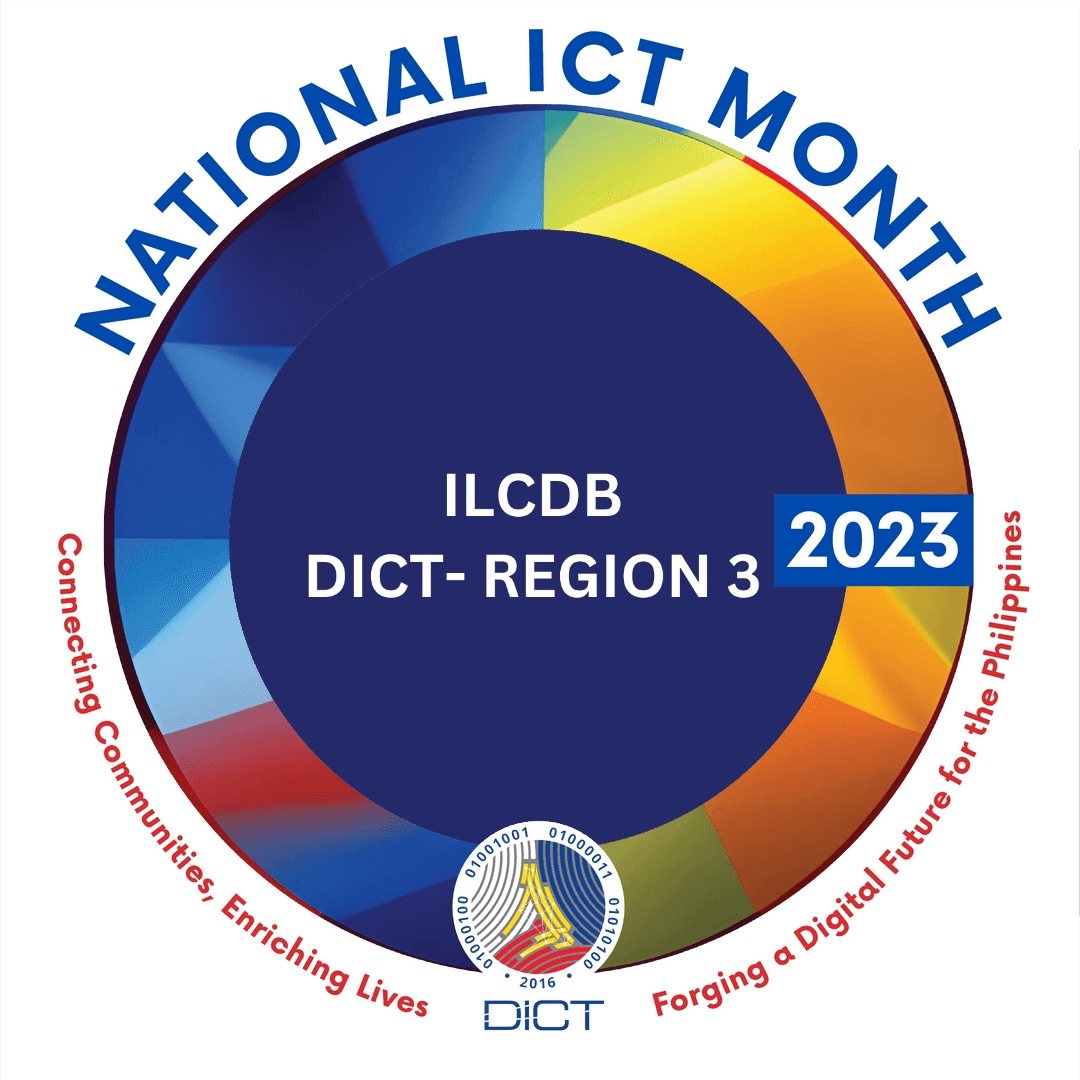 NATIONAL ICT MONTH
ILCDB
DICT- REGION 3
2023
Connecting Communities, Enriching Lives
Forging a Digital Future for the Philippines
01000100 01001001 01000011 01010100
• 2016 •
DICT